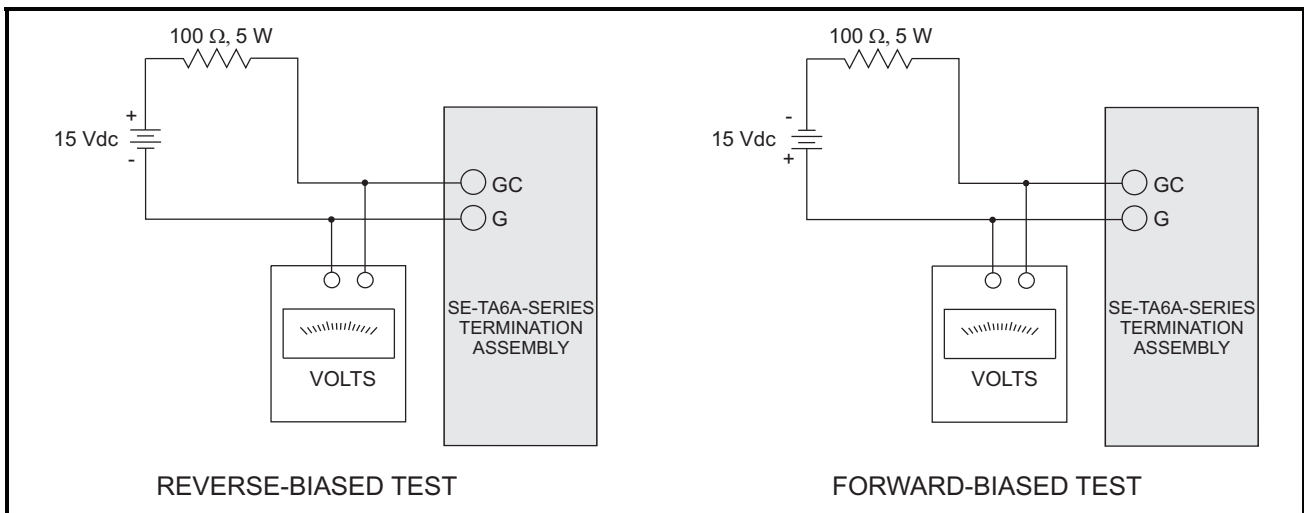 100 Ω, 5 W
+
15 Vdc
-
GC
G
SE-TA6A-SERIES
TERMINATION
ASSEMBLY
VOLTS
REVERSE-BIASED TEST
100 Ω, 5 W
-
15 Vdc
+
GC
G
SE-TA6A-SERIES
TERMINATION
ASSEMBLY
VOLTS
FORWARD-BIASED TEST